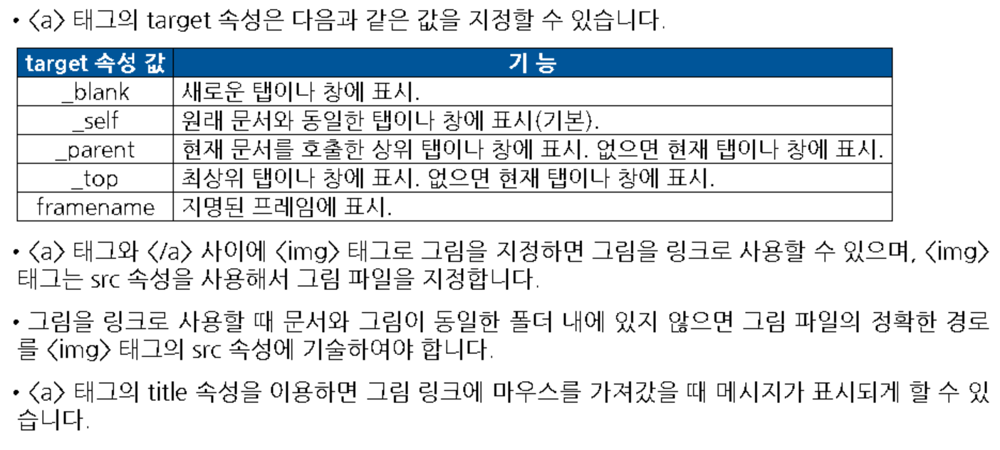 • 〈a〉 태그의 target 속성은 다음과 같은 값을 지정할 수 있습니다.
target 속성 값 기 능
_blank 새로운 탭이나 창에 표시.
_self 원래 문서와 동일한 탭이나 창에 표시(기본).
_parent 현재 문서를 호출한 상위 탭이나 창에 표시. 없으면 현재 탭이나 창에 표시.
_top 최상위 탭이나 창에 표시. 없으면 현재 탭이나 창에 표시.
framename 지명된 프레임에 표시.
• 〈a〉 태그와 〈/a〉 사이에 〈img〉 태그로 그림을 지정하면 그림을 링크로 사용할 수 있으며, 〈img〉
태그는 src 속성을 사용해서 그림 파일을 지정합니다.
• 그림을 링크로 사용할 때 문서와 그림이 동일한 폴더 내에 있지 않으면 그림 파일의 정확한 경로
를 〈img〉 태그의 src 속성에 기술하여야 합니다.
• 〈a〉 태그의 title 속성을 이용하면 그림 링크에 마우스를 가져갔을 때 메시지가 표시되게 할 수 있
습니다.